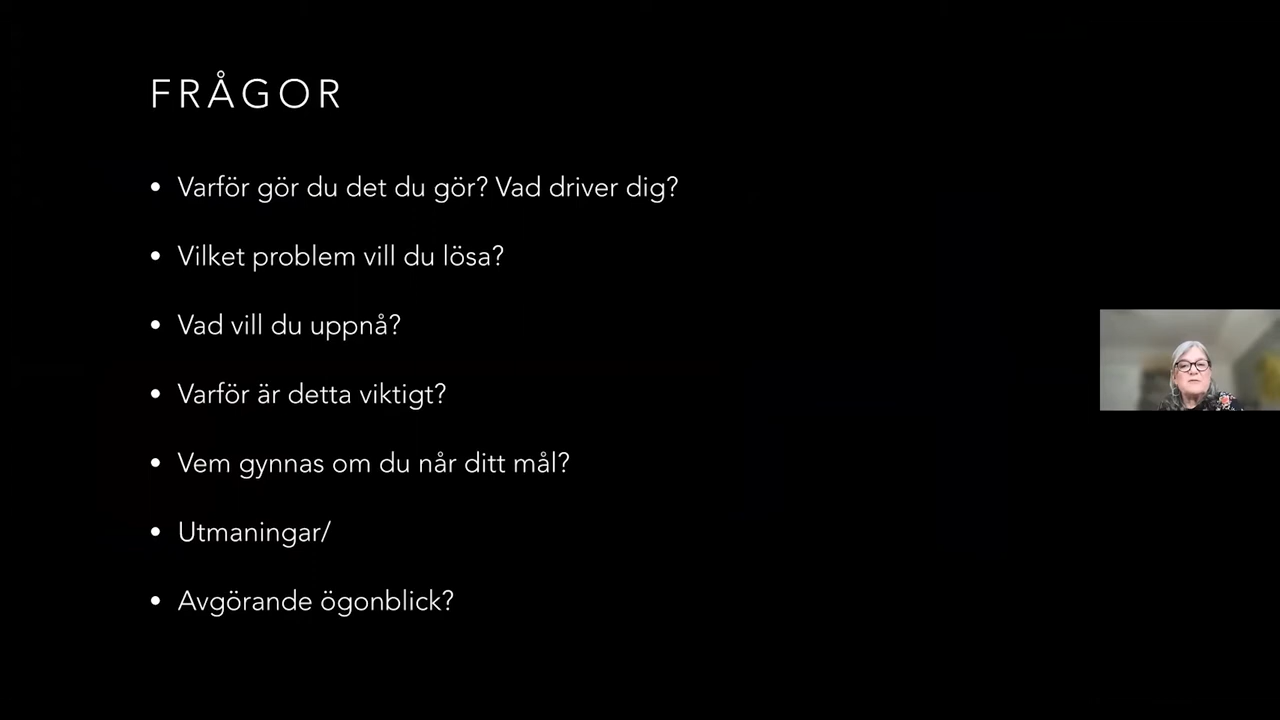 FRÅGOR
• Varför gör du det du gör? Vad driver dig?
• Vilket problem vill du lösa?
• Vad vill du uppnå?
• Varför är detta viktigt?
• Vem gynnas om du når ditt mål?
• Utmaningar/
• Avgörande ögonblick?